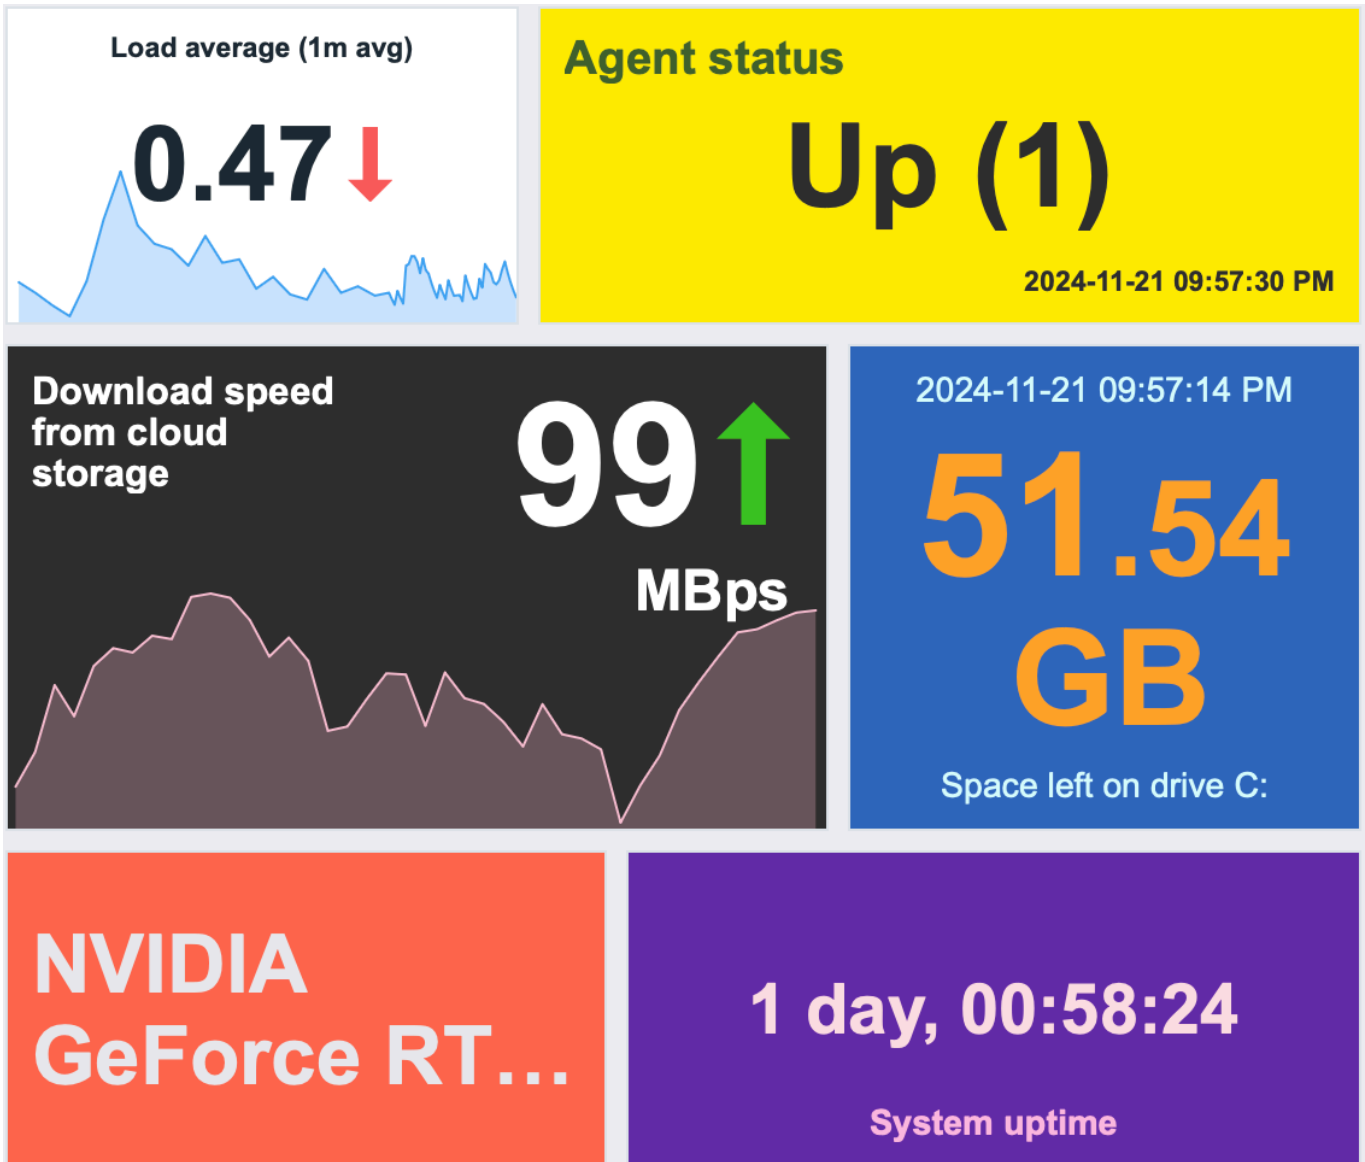 Load average (1m avg)
0.47
Agent status
Up (1)
2024-11-21 09:57:30 PM
Download speed
from cloud
storage
99
MBps
2024-11-21 09:57:14 PM
51.54
GB
Space left on drive C:
NVIDIA
GeForce RT...
1 day, 00:58:24
System uptime